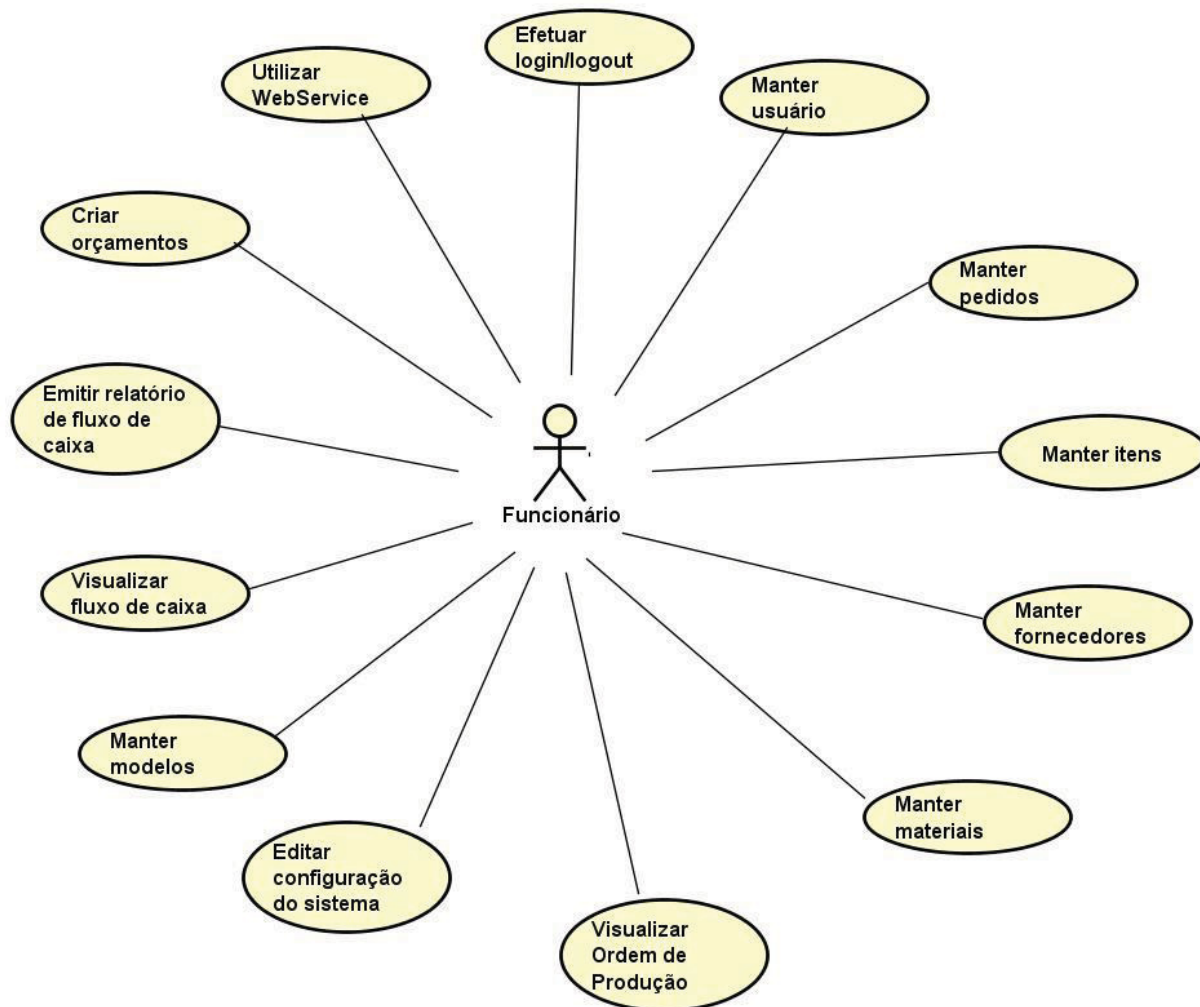 Efetuar
login/logout
Utilizar
WebService
Manter
usuário
Criar
orçamentos
Manter
pedidos
Emitir relatório
de fluxo de
caixa
Manter itens
Funcionário
Visualizar
fluxo de caixa
Manter
fornecedores
Manter
modelos
Manter
materiais
Editar
configuração
do sistema
Visualizar
Ordem de
Produção